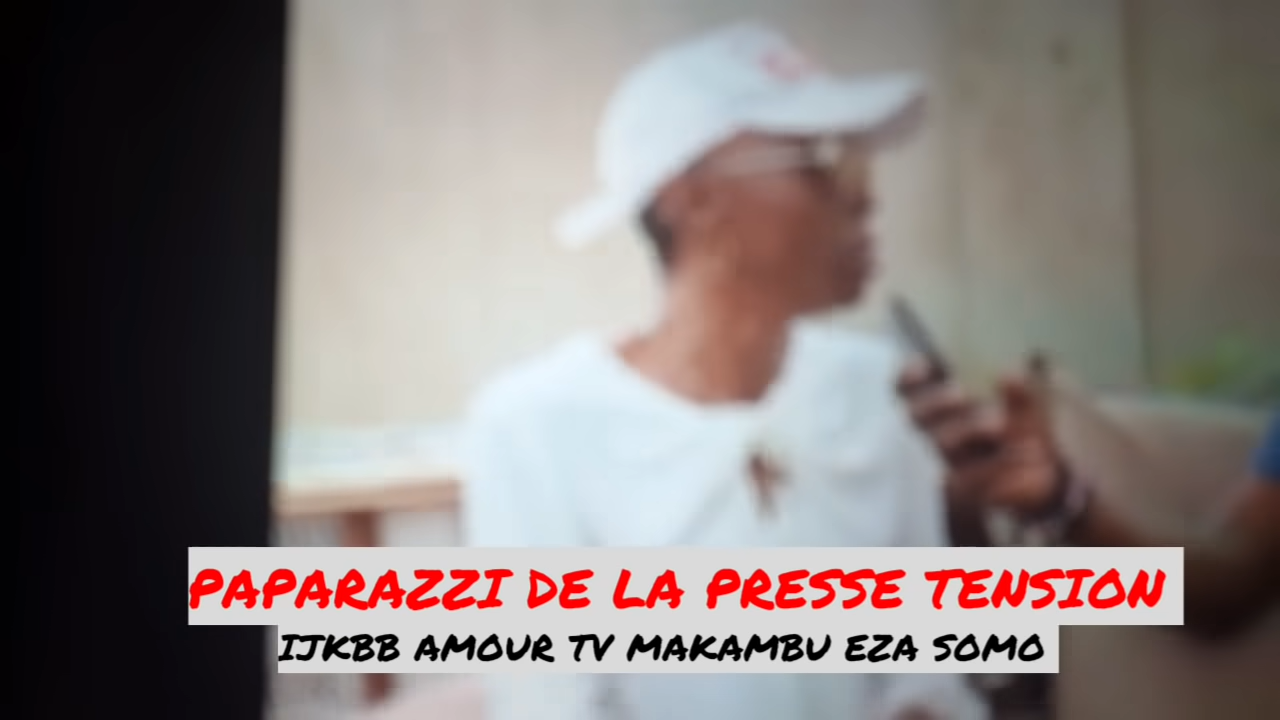 PAPARAZZI DE LA PRESSE TENSION
IJKBB AMOUR TV MAKAMBU EZA SOMO